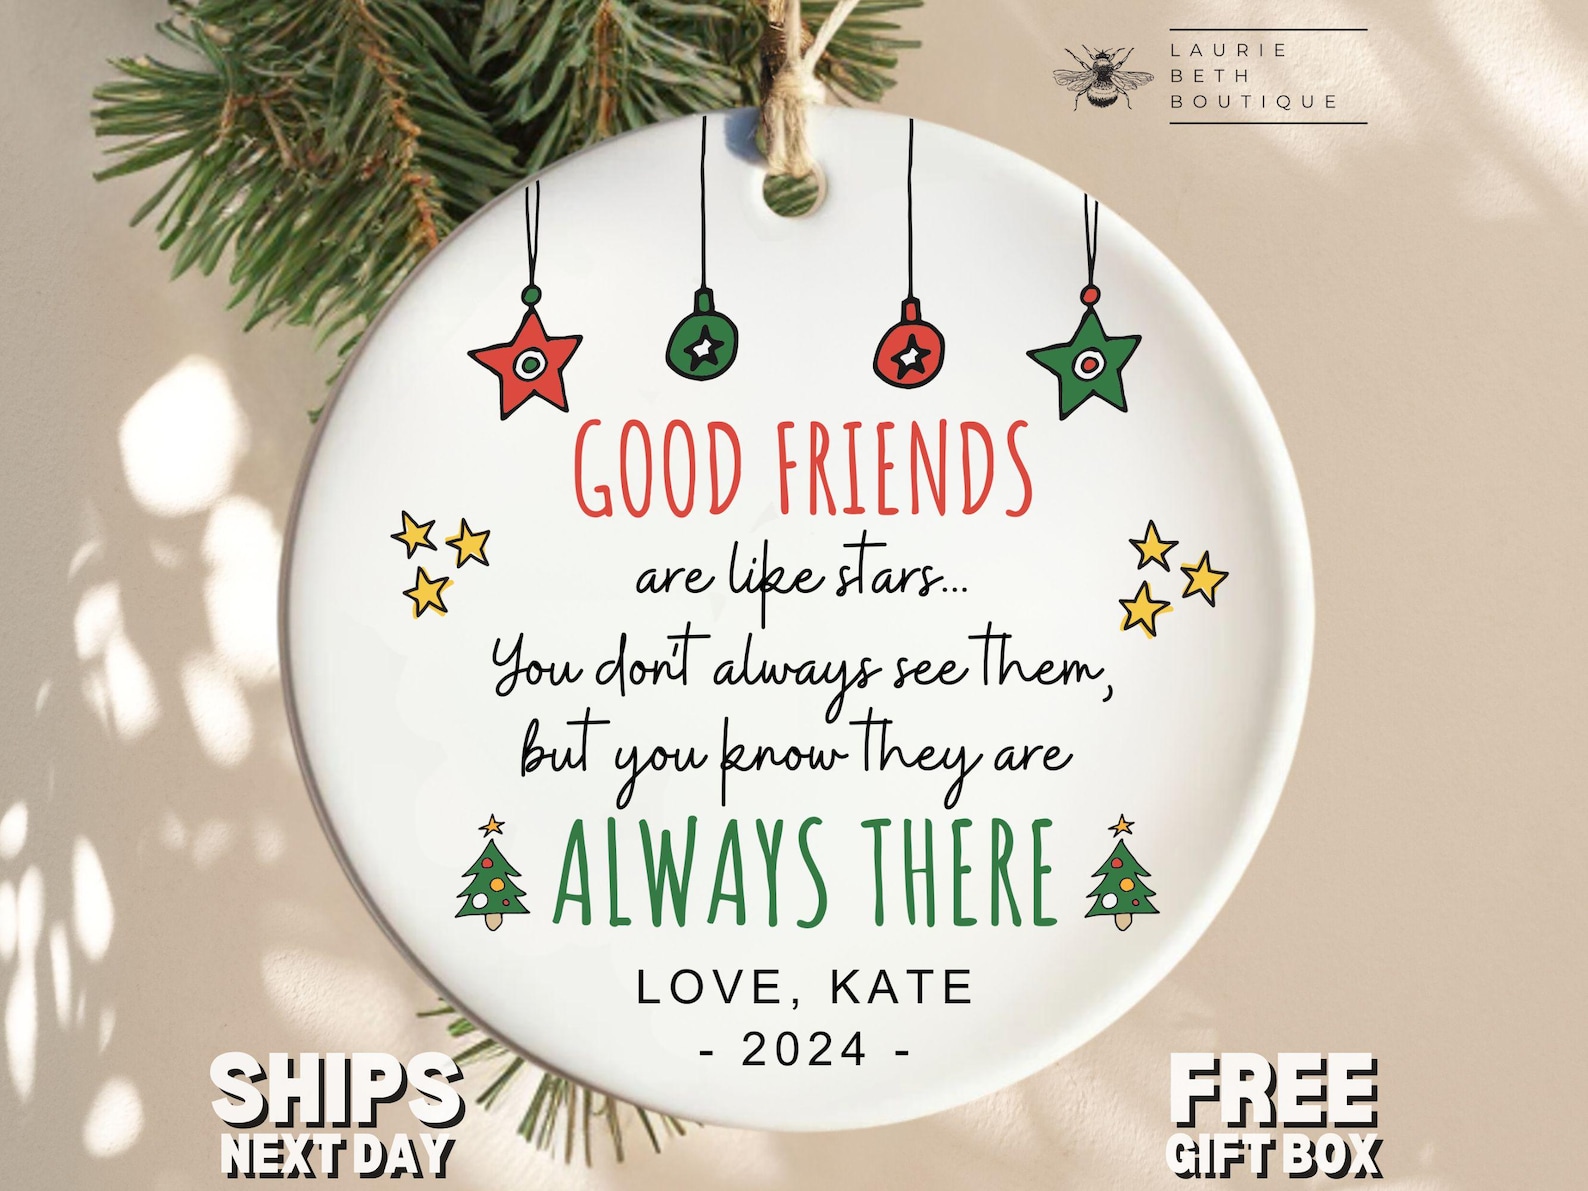 LAURIE
BETH
BOUTIQUE
GOOD FRIENDS
are like stars...
You don't always see them,
but you know they are
ALWAYS THERE
LOVE, KATE
- 2024 -
SHIPS
NEXT DAY
FREE
GIFT BOX